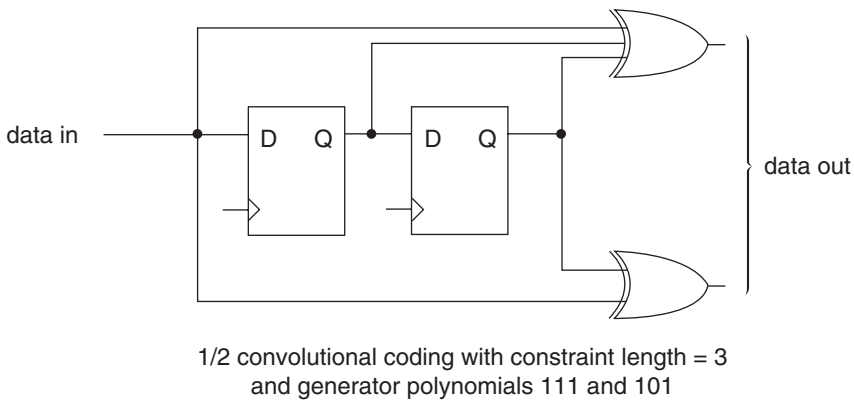 data in
D Q
D Q
data out
1/2 convolutional coding with constraint length = 3
and generator polynomials 111 and 101